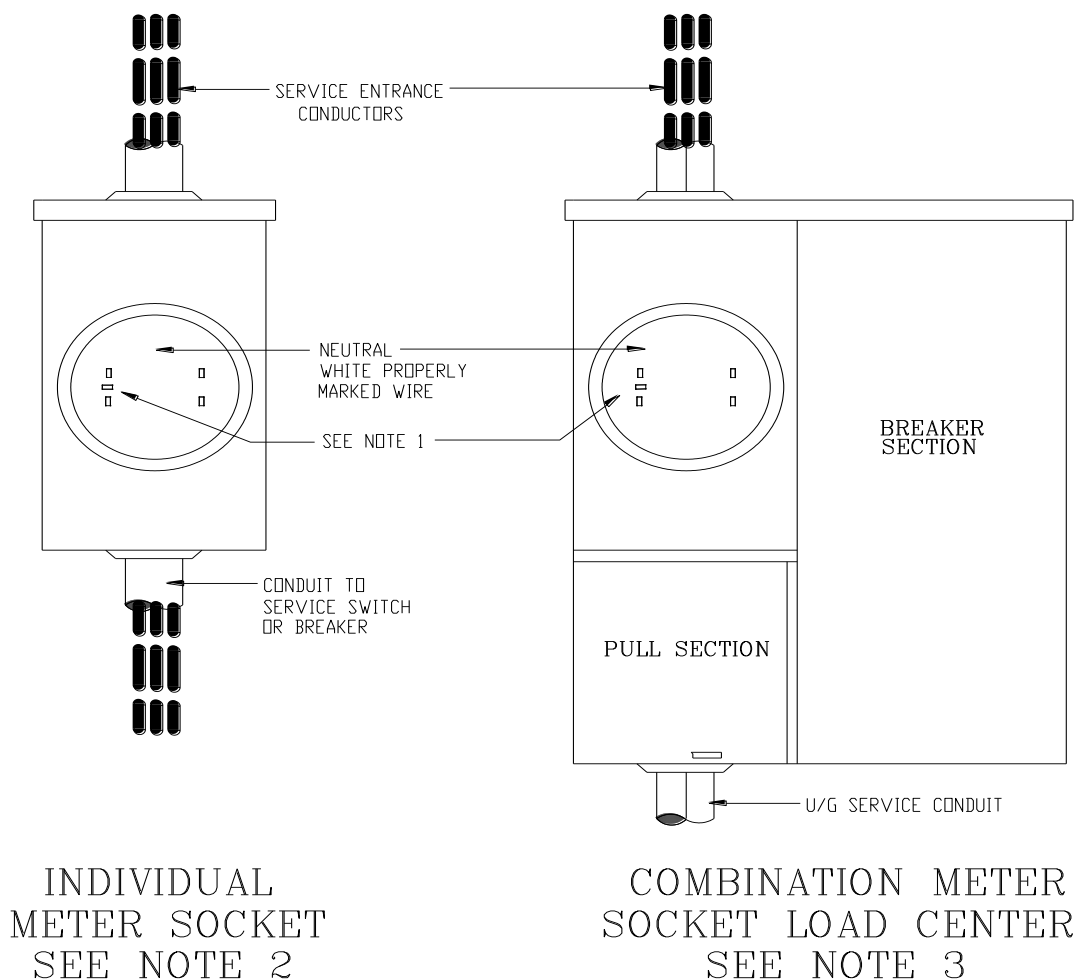 SERVICE ENTRANCE
CONDUCTORS
NEUTRAL
WHITE PROPERLY
MARKED WIRE
SEE NOTE 1
BREAKER
SECTION
CONDUIT TO
SERVICE SWITCH
OR BREAKER
PULL SECTION
U/G SERVICE CONDUIT
INDIVIDUAL
METER SOCKET
SEE NOTE 2
COMBINATION METER
SOCKET LOAD CENTER
SEE NOTE 3